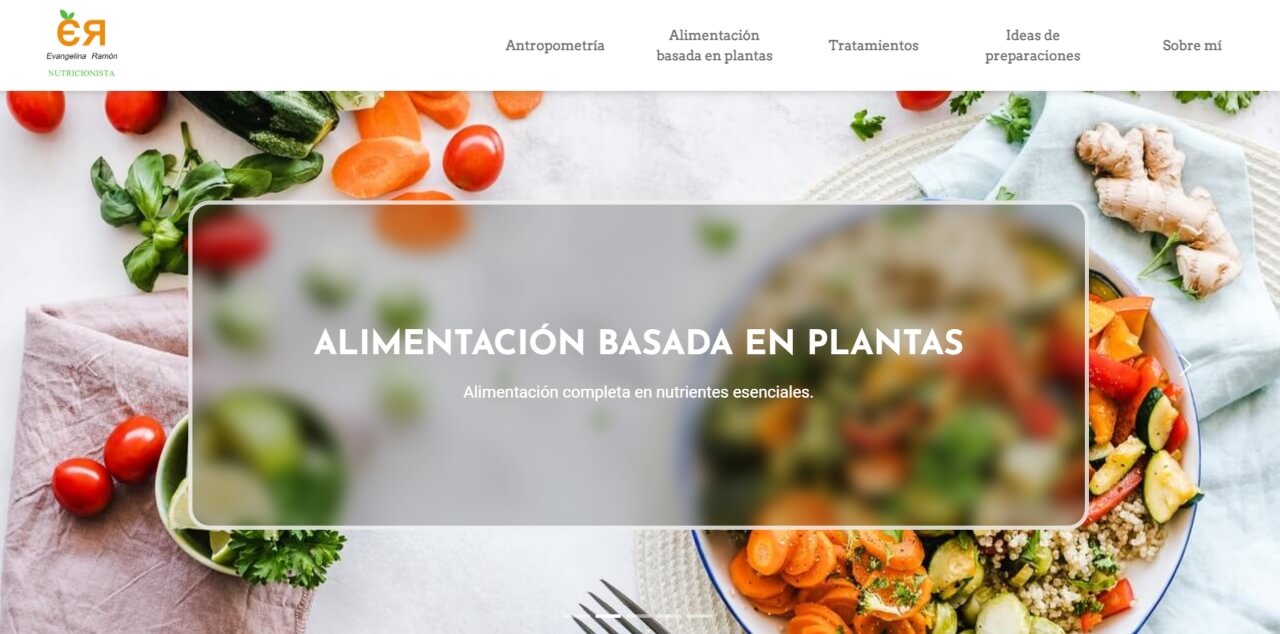 ER
Evangelina Ramón
NUTRICIONISTA
Antropometría
Alimentación
basada en plantas
Tratamientos
Ideas de
preparaciones
Sobre mí
ALIMENTACIÓN BASADA EN PLANTAS
Alimentación completa en nutrientes esenciales.